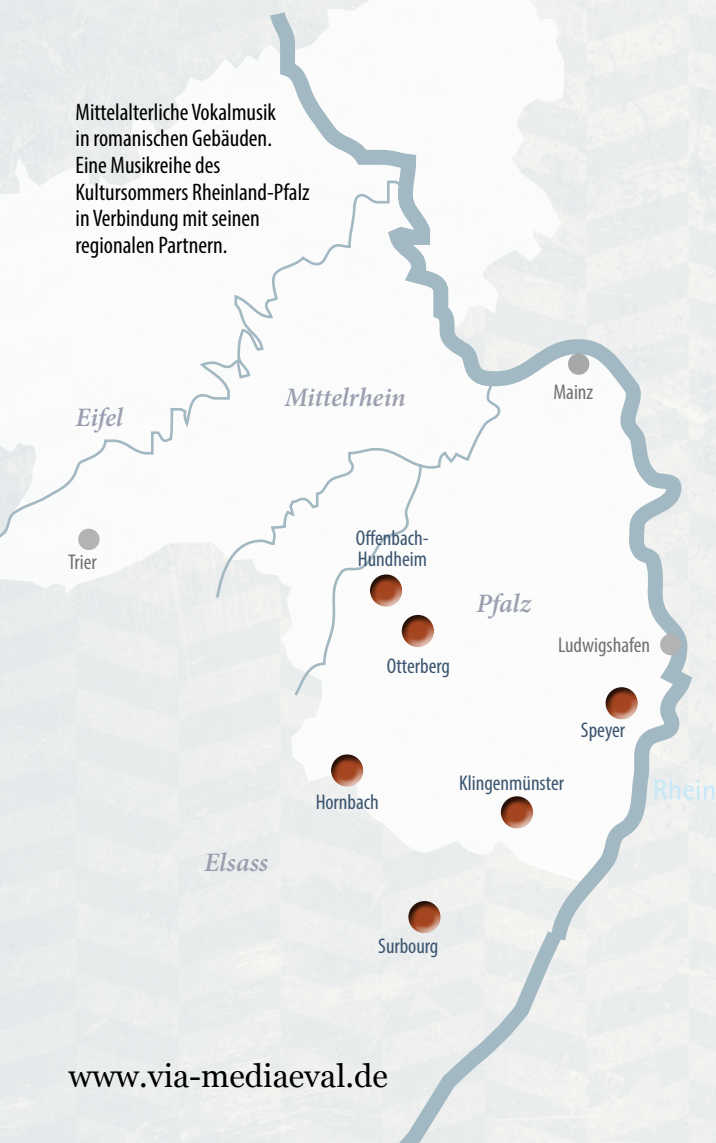 Mittelalterliche Vokalmusik
in romanischen Gebäuden.
Eine Musikreihe des
Kultursommers Rheinland-Pfalz
in Verbindung mit seinen
regionalen Partnern.
Mittelrhein
Mainz
Eifel
Offenbach-
Hundheim
Trier
Pfalz
Ludwigshafen
Otterberg
Speyer
Klingenmünster
Rhein
Hornbach
Elsass
Surbourg
www.via-mediaeval.de